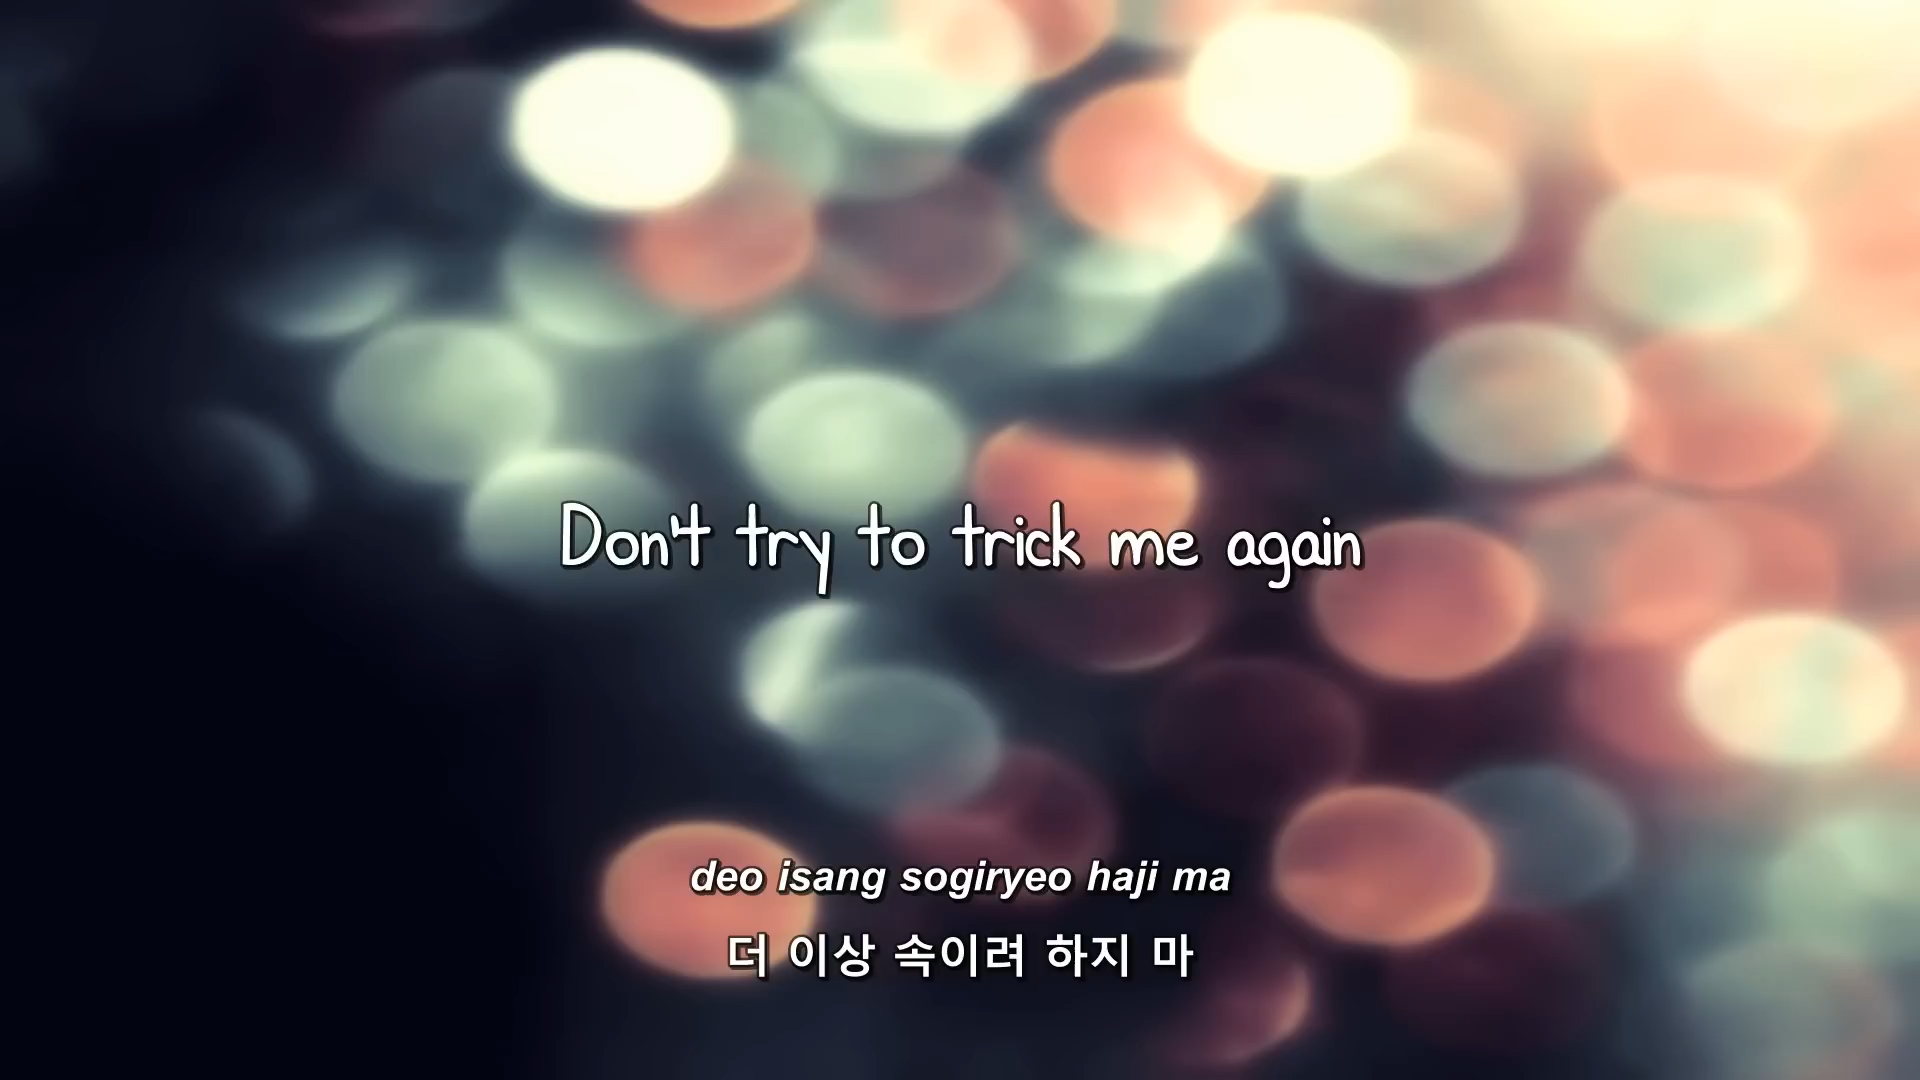 Don't try to trick me again
deo isang sogiryeo haji ma
더 이상 속이려 하지 마